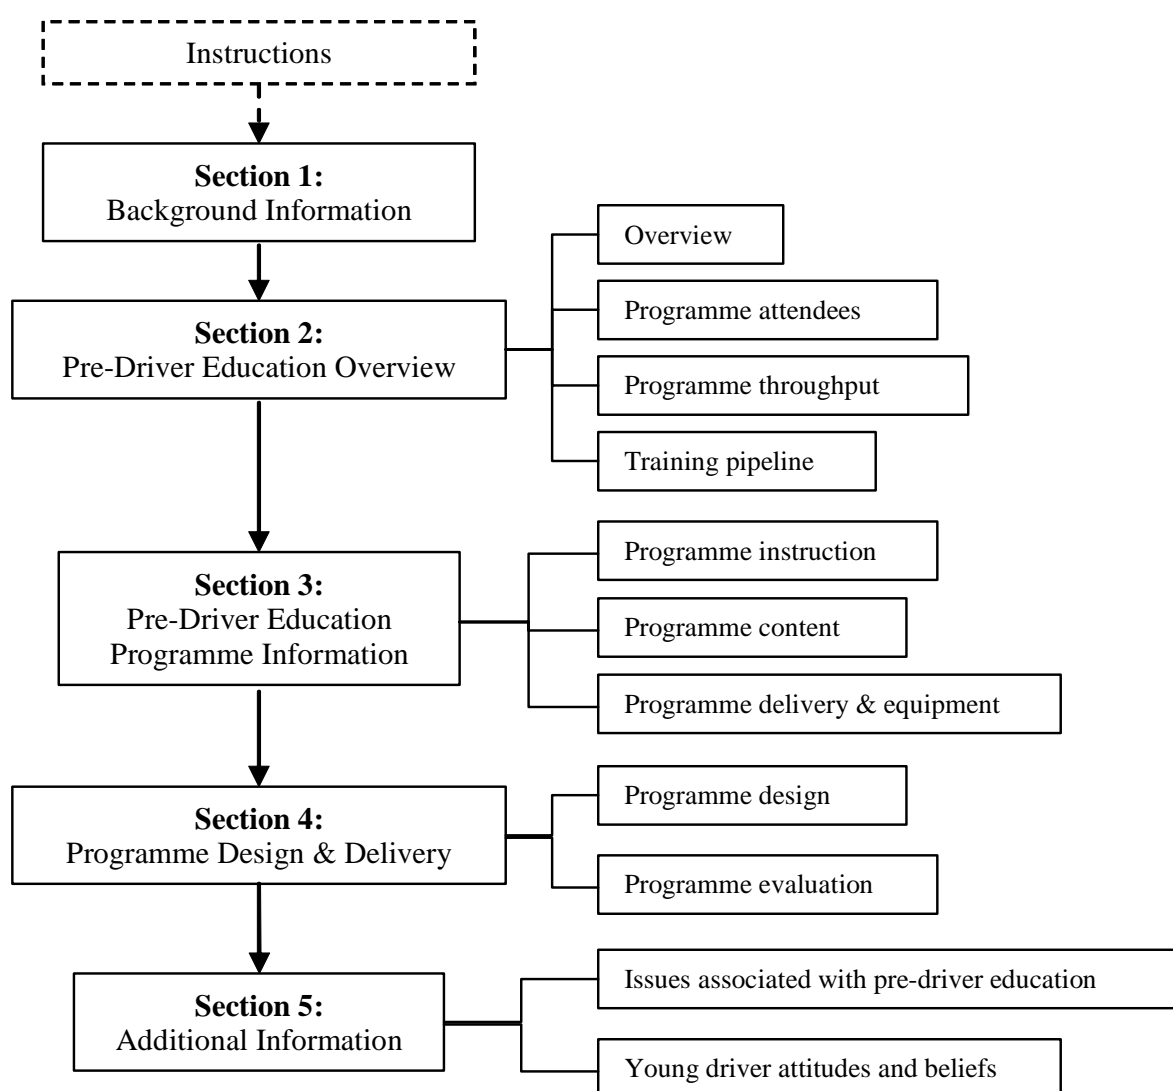 Instructions
Section 1:
Background Information
Section 2:
Pre-Driver Education Overview
Overview
Programme attendees
Programme throughput
Training pipeline
Section 3:
Pre-Driver Education
Programme Information
Programme instruction
Programme content
Programme delivery & equipment
Section 4:
Programme Design & Delivery
Programme design
Programme evaluation
Section 5:
Additional Information
Issues associated with pre-driver education
Young driver attitudes and beliefs